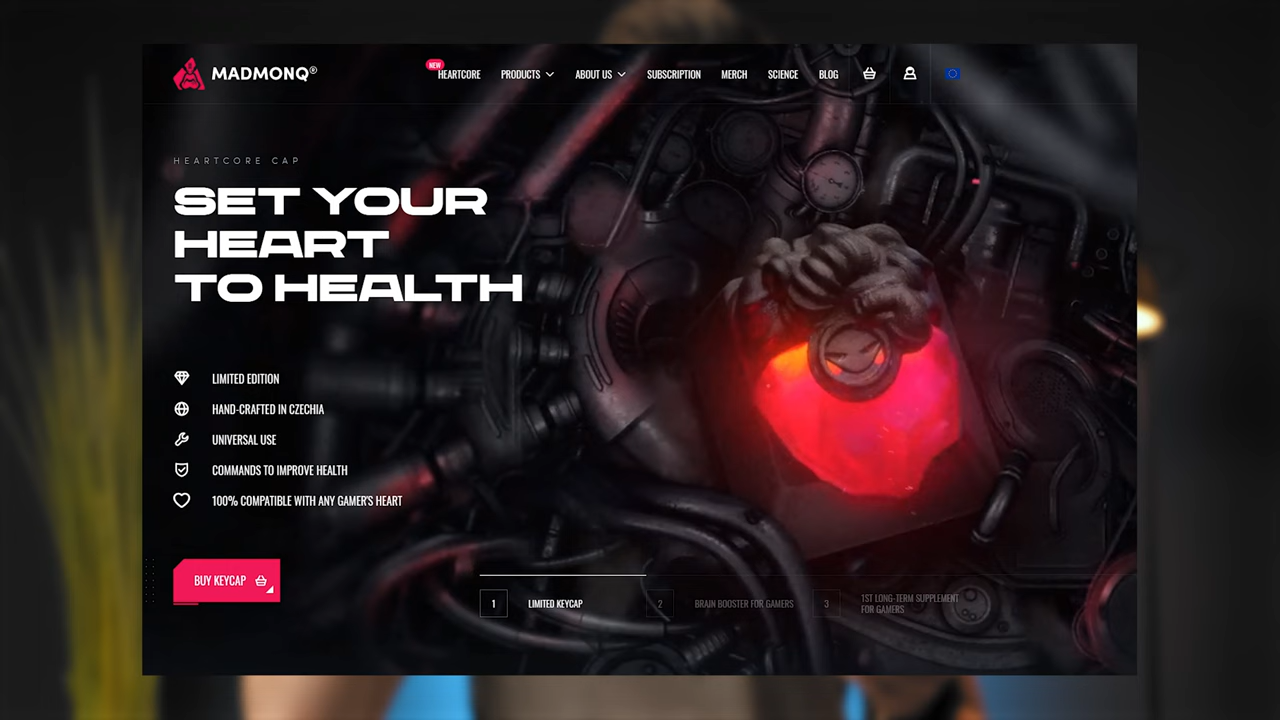 MADMONQ®
NEW
HEARTCORE PRODUCTS ABOUT US SUBSCRIPTION MERCH SCIENCE BLOG
HEARTCORE CAP
SET YOUR
HEART
TO HEALTH
LIMITED EDITION
HAND-CRAFTED IN CZECHIA
UNIVERSAL USE
COMMANDS TO IMPROVE HEALTH
100% COMPATIBLE WITH ANY GAMER'S HEART
BUY KEYCAP
1 LIMITED KEYCAP
2 BRAIN BOOSTER FOR GAMERS
3 1ST LONG-TERM SUPPLEMENT
FOR GAMERS